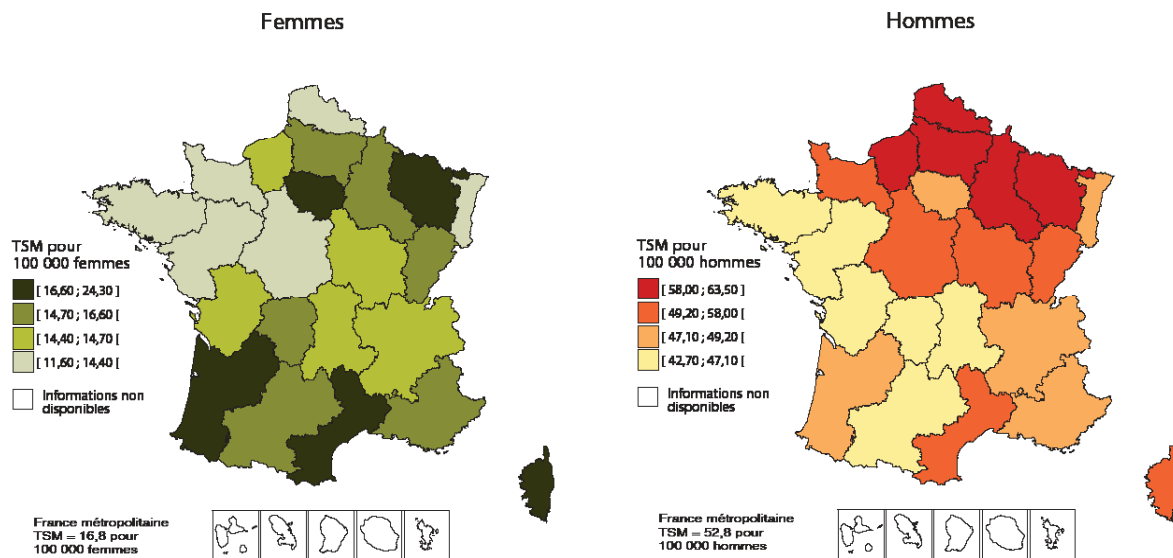 Femmes
TSM pour
100 000 femmes
[ 16,60 ; 24,30 [
[ 14,70 ; 16,60 [
[ 14,40 ; 14,70 [
[ 11,60 ; 14,40 [
Informations non
disponibles
France métropolitaine
TSM = 16,8 pour
100 000 femmes
Hommes
TSM pour
100 000 hommes
[ 58,00 ; 63,50 [
[ 49,20 ; 58,00 [
[ 47,10 ; 49,20 [
[ 42,70 ; 47,10 [
Informations non
disponibles
France métropolitaine
TSM = 52,8 pour
100 000 hommes